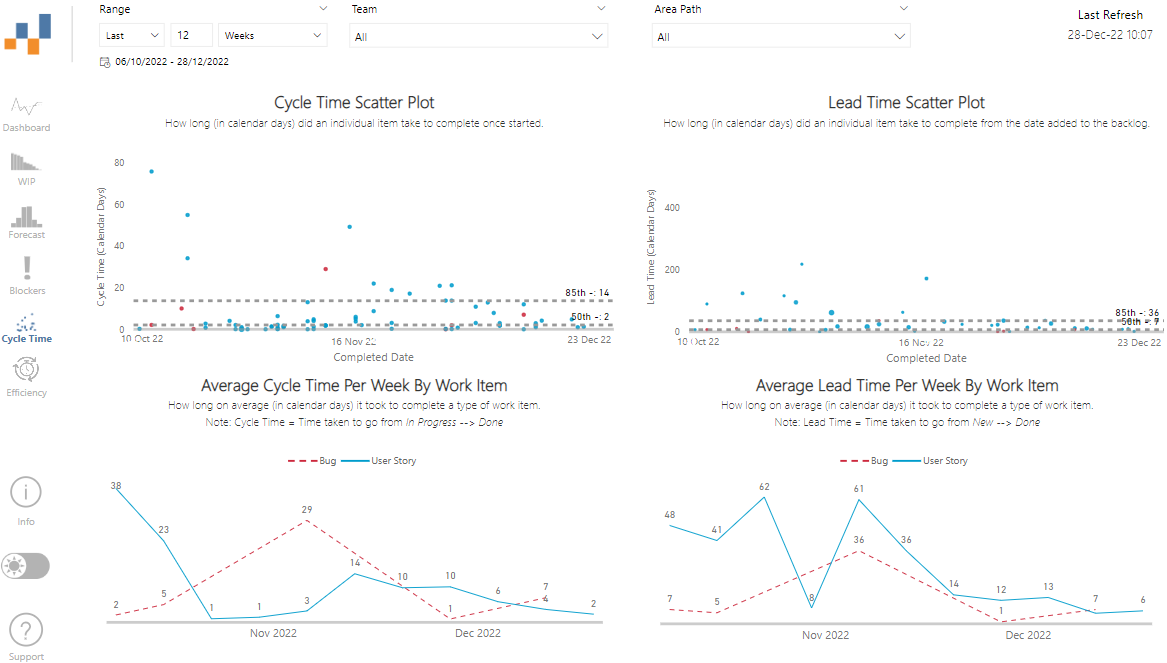 Range
Team
Area Path
Last Refresh
Last
12
Weeks
All
All
28-Dec-22 10:07
06/10/2022 - 28/12/2022
Dashboard
WIP
Forecast
Blockers
Cycle Time
Efficiency
Info
Support
Cycle Time Scatter Plot
How long (in calendar days) did an individual item take to complete once started.
Cycle Time (Calendar Days)
80
60
40
20
0
85th -: 14
50th -: 2
10 Oct 22
16 Nov 22
23 Dec 22
Completed Date
Lead Time Scatter Plot
How long (in calendar days) did an individual item take to complete from the date added to the backlog.
Lead Time (Calendar Days)
400
200
0
85th -: 36
50th -: 7
10 Oct 22
16 Nov 22
23 Dec 22
Completed Date
Average Cycle Time Per Week By Work Item
How long on average (in calendar days) it took to complete a type of work item.
Note: Cycle Time = Time taken to go from In Progress --> Done
Bug User Story
38
23
2
5
1
1
29
3
14
10
10
1
6
7
4
2
Nov 2022
Dec 2022
Average Lead Time Per Week By Work Item
How long on average (in calendar days) it took to complete a type of work item.
Note: Lead Time = Time taken to go from New --> Done
Bug User Story
48
41
62
7
5
8
61
36
36
14
12
1
13
7
6
Nov 2022
Dec 2022